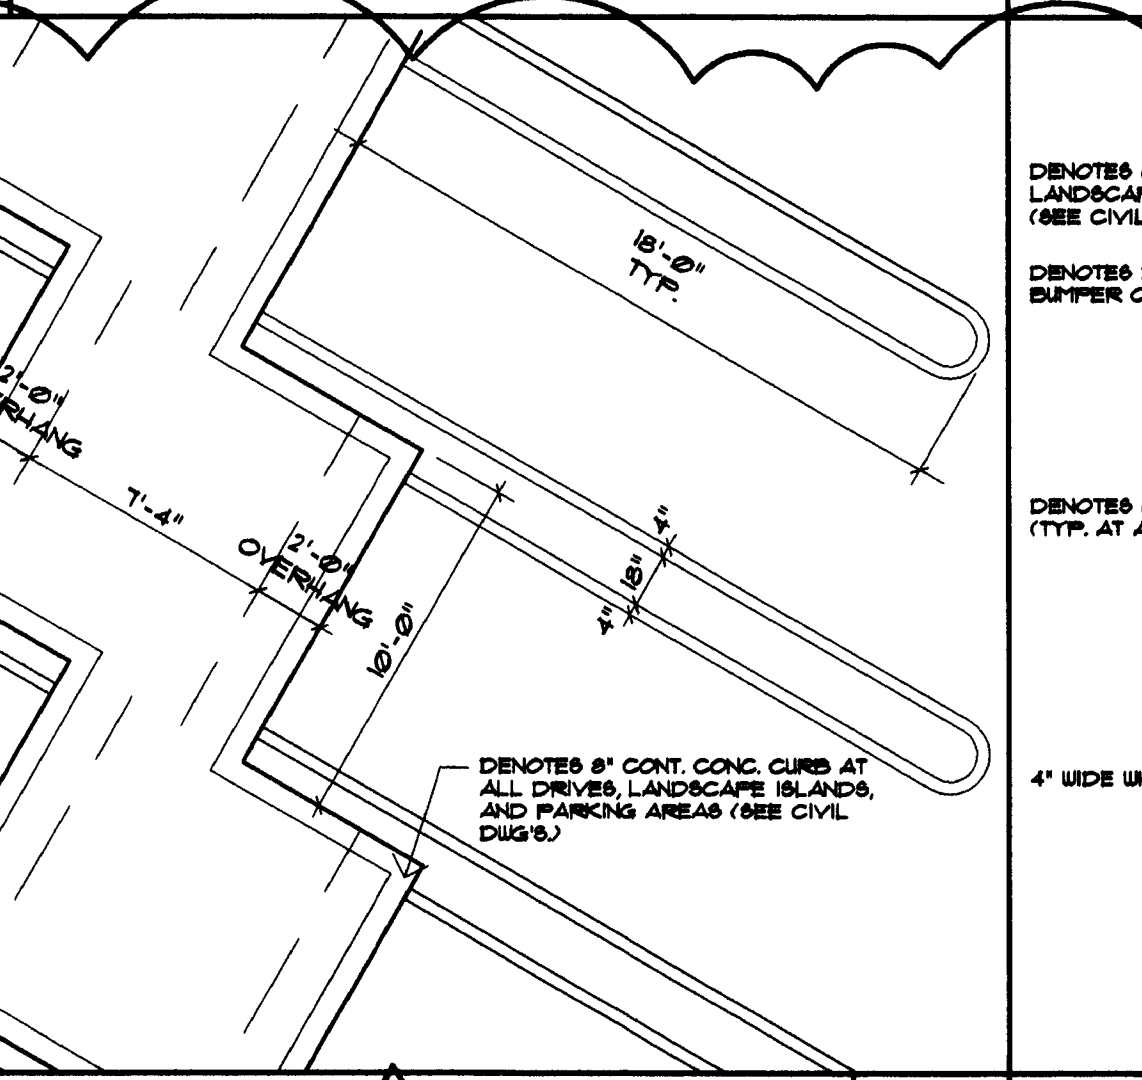 DENOTES
LANDSCAP
(SEE CIVIL
18'-0"
TYP.
DENOTES
BUMPER
2'-0"
ERHANG
7'-4"
2'-0"
OVERHANG
4"
18"
4"
10'-0"
DENOTES
(TYP. AT A
DENOTES 8" CONT. CONC. CURB AT
ALL DRIVES, LANDSCAPE ISLANDS,
AND PARKING AREAS (SEE CIVIL
DWG'S.)
4" WIDE